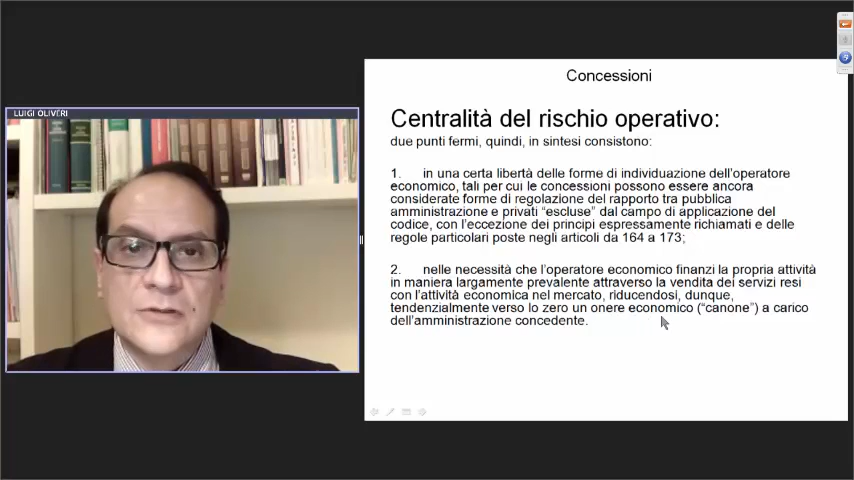 LUIGI OLIVERI
Concessioni
Centralità del rischio operativo:
due punti fermi, quindi, in sintesi consistono:
1. in una certa libertà delle forme di individuazione dell'operatore
economico, tali per cui le concessioni possono essere ancora
considerate forme di regolazione del rapporto tra pubblica
amministrazione e privati “escluse” dal campo di applicazione del
codice, con l'eccezione dei principi espressamente richiamati e delle
regole particolari poste negli articoli da 164 a 173;
2. nelle necessità che l'operatore economico finanzi la propria attività
in maniera largamente prevalente attraverso la vendita dei servizi resi
con l'attività economica nel mercato, riducendosi, dunque,
tendenzialmente verso lo zero un onere economico (“canone”) a carico
dell'amministrazione concedente.